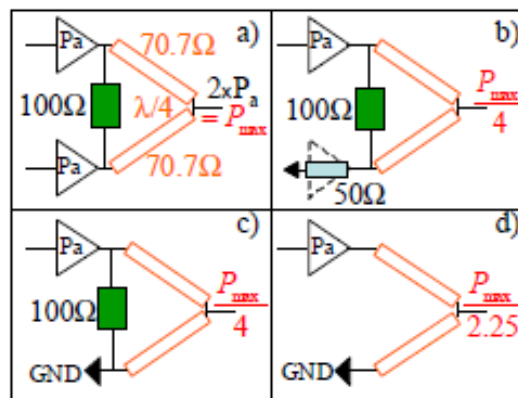 a)
Pa
70.7Ω
100Ω
λ/4
2xPa
= Pmax
Pa
70.7Ω
b)
Pa
100Ω
Pmax
4
50Ω
c)
Pa
100Ω
Pmax
4
GND
d)
Pa
Pmax
2.25
GND